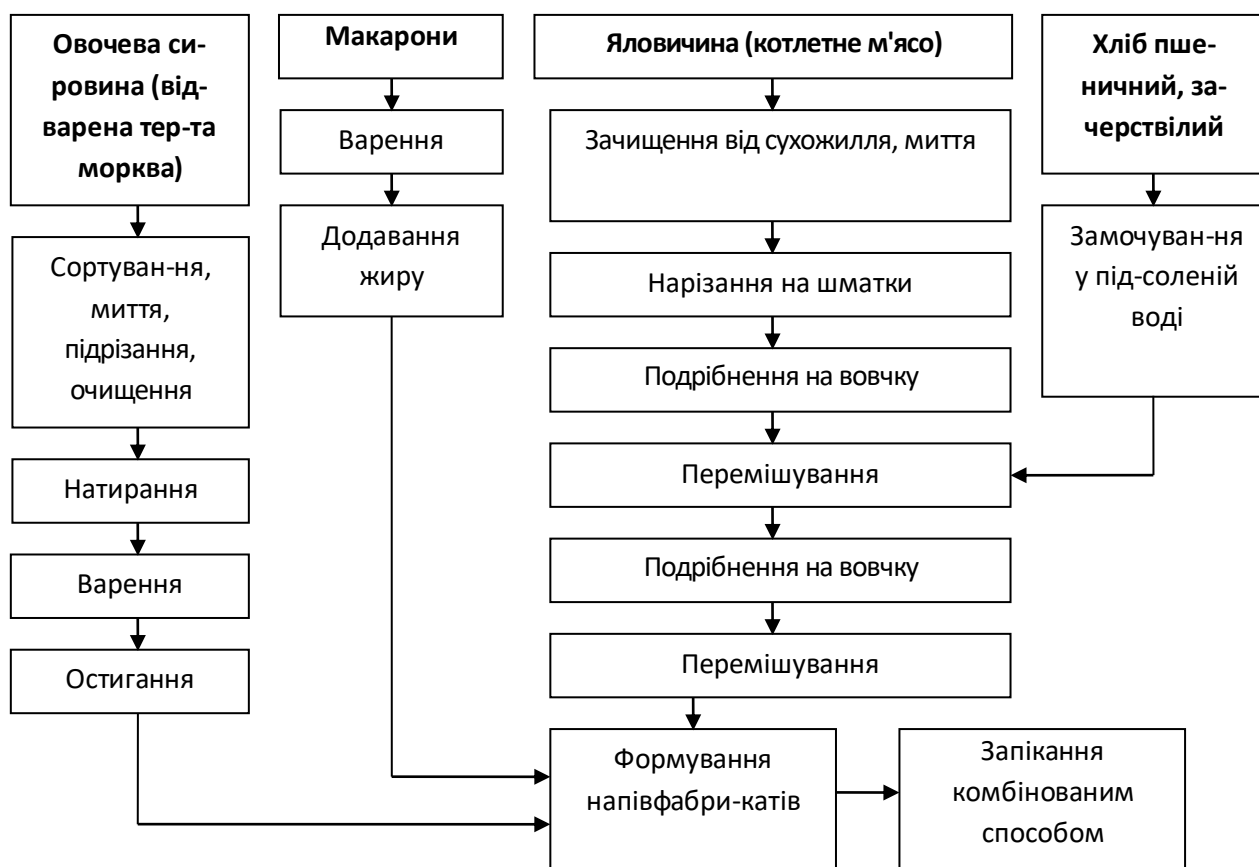 Овочева си-
ровина (від-
варена тер-та
морква)
Сортуван-ня,
миття,
підрізання,
очищення
Натирання
Варення
Остигання
Макарони
Варення
Додавання
жиру
Яловичина (котлетне м'ясо)
Зачищення від сухожилля, миття
Нарізання на шматки
Подрібнення на вовчку
Перемішування
Подрібнення на вовчку
Перемішування
Хліб пше-
ничний, за-
черствілий
Замочуван-ня
у під-соленій
воді
Формування
напівфабри-катів
Запікання
комбінованим
способом